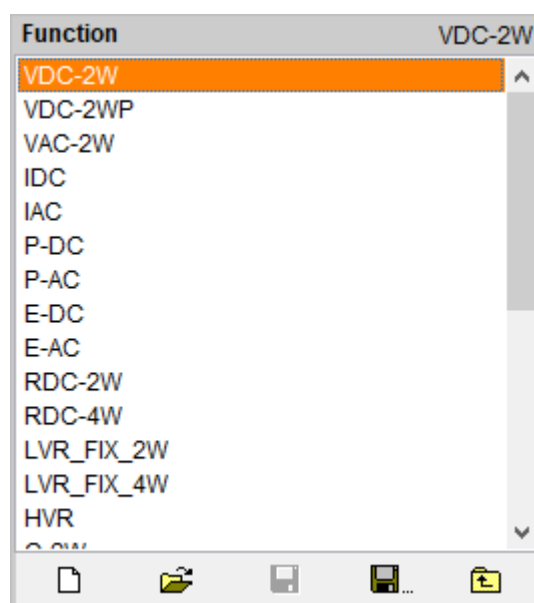 Function VDC-2W
VDC-2W
VDC-2WP
VAC-2W
IDC
IAC
P-DC
P-AC
E-DC
E-AC
RDC-2W
RDC-4W
LVR_FIX_2W
LVR_FIX_4W
HVR
...